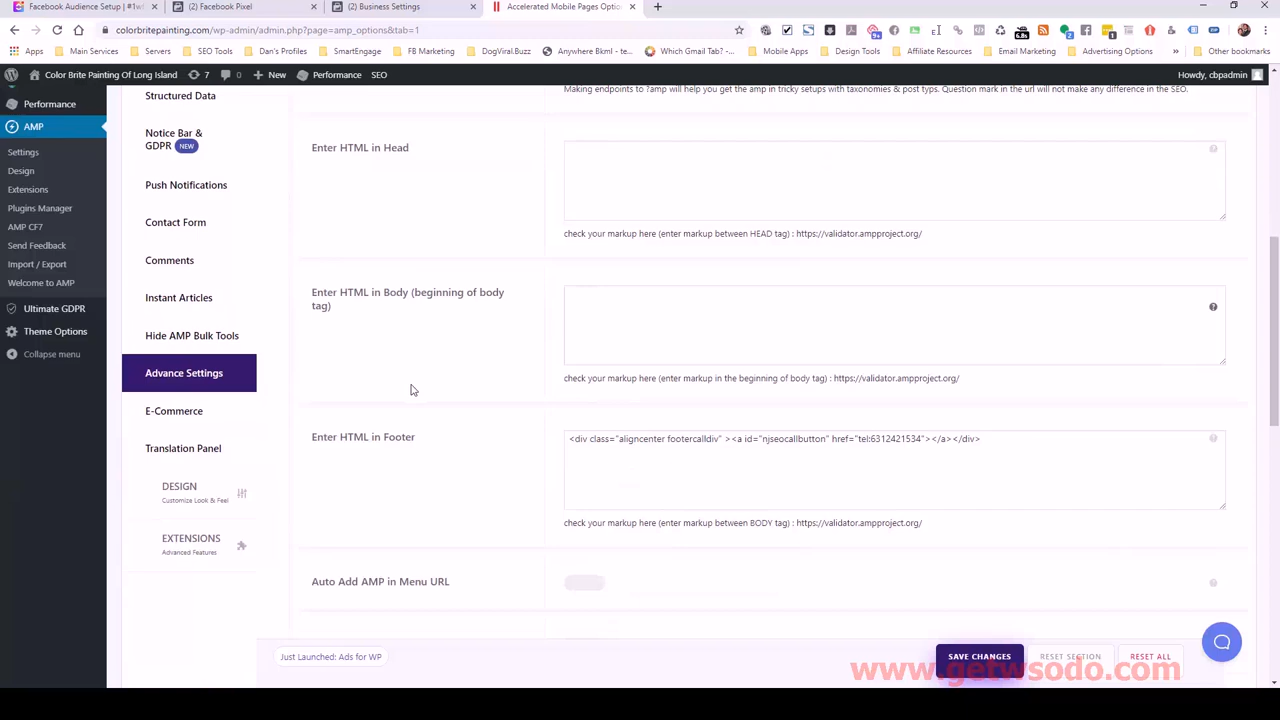 Facebook Audience Setup | #1wS
(2) Facebook Pixel
(2) Business Settings
Accelerated Mobile Pages Optio
colorbritepainting.com/wp-admin/admin.php?page=amp_options&tab=1
Apps Main Services Servers SEO Tools Dan's Profiles SmartEngage FB Marketing DogViral.Buzz Anywhere Bkml - te... Which Gmail Tab? -... Mobile Apps Design Tools Affiliate Resources Email Marketing Advertising Options » Other bookmarks
Color Brite Painting Of Long Island 7 0 New Performance SEO Howdy, cbpadmin
Performance
AMP
Settings
Design
Extensions
Plugins Manager
AMP CF7
Send Feedback
Import / Export
Welcome to AMP
Ultimate GDPR
Theme Options
Collapse menu
Structured Data
Notice Bar &
GDPR NEW
Push Notifications
Contact Form
Comments
Instant Articles
Hide AMP Bulk Tools
Advance Settings
E-Commerce
Translation Panel
DESIGN
Customize Look & Feel
EXTENSIONS
Advanced Features
Making endpoints to ?amp will help you get the amp in tricky setups with taxonomies & post typs. Question mark in the url will not make any difference in the SEO.
Enter HTML in Head
check your markup here (enter markup between HEAD tag) : https://validator.ampproject.org/
Enter HTML in Body (beginning of body
tag)
check your markup here (enter markup in the beginning of body tag) : https://validator.ampproject.org/
Enter HTML in Footer
<div class="aligncenter footercalldiv" ><a id="njseocallbutton" href="tel:6312421534"></a></div>
check your markup here (enter markup between BODY tag) : https://validator.ampproject.org/
Auto Add AMP in Menu URL
Just Launched: Ads for WP
SAVE CHANGES RESET SECTION RESET ALL
www.getwsodo.com